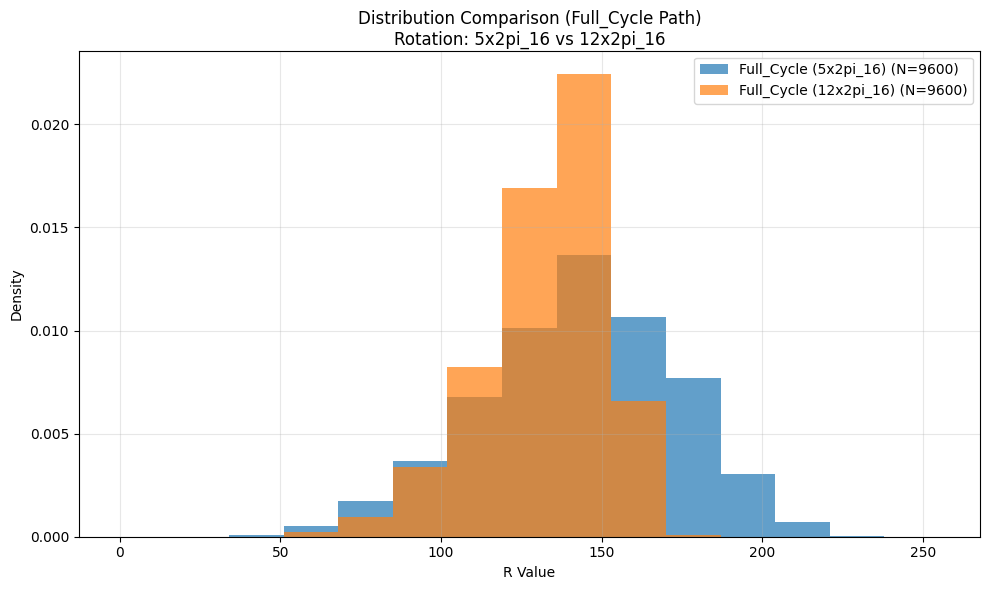 Distribution Comparison (Full_Cycle Path)
Rotation: 5x2pi_16 vs 12x2pi_16
Full_Cycle (5x2pi_16) (N=9600)
Full_Cycle (12x2pi_16) (N=9600)
Density
0.020
0.015
0.010
0.005
0.000
0 50 100 150 200 250
R Value